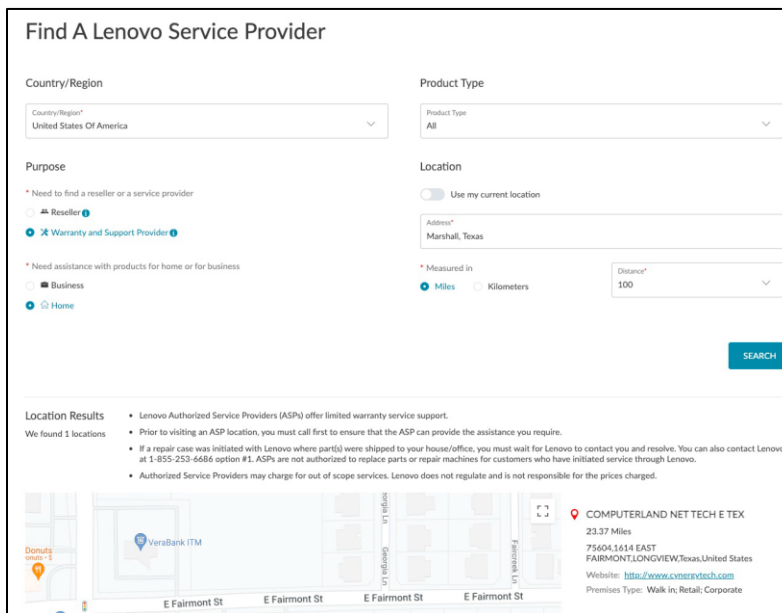 Find A Lenovo Service Provider
Country/Region
Product Type
Country/Region*
United States Of America
Product Type
All
Purpose
Location
* Need to find a reseller or a service provider
Use my current location
Reseller
Warranty and Support Provider
Address*
Marshall, Texas
* Need assistance with products for home or for business
* Measured in
Distance*
Business
Miles
Kilometers
100
Home
SEARCH
Location Results
We found 1 locations
• Lenovo Authorized Service Providers (ASPs) offer limited warranty service support.
• Prior to visiting an ASP location, you must call first to ensure that the ASP can provide the assistance you require.
• If a repair case was initiated with Lenovo where part(s) were shipped to your house/office, you must wait for Lenovo to contact you and resolve. You can also contact Lenovo
at 1-855-253-6686 option #1. ASPs are not authorized to replace parts or repair machines for customers who have initiated service through Lenovo.
• Authorized Service Providers may charge for out of scope services. Lenovo does not regulate and is not responsible for the prices charged.
Georgia Ln
Georgia Ln
Faircreek Ln
VeraBank ITM
Donuts
E Fairmont St
E Fairmont St
E Fairmont St
COMPUTERLAND NET TECH E TEX
23.37 Miles
75604,1614 EAST
FAIRMONT,LONGVIEW,Texas,United States
Website: http://www.cynergytech.com
Premises Type: Walk in; Retail; Corporate